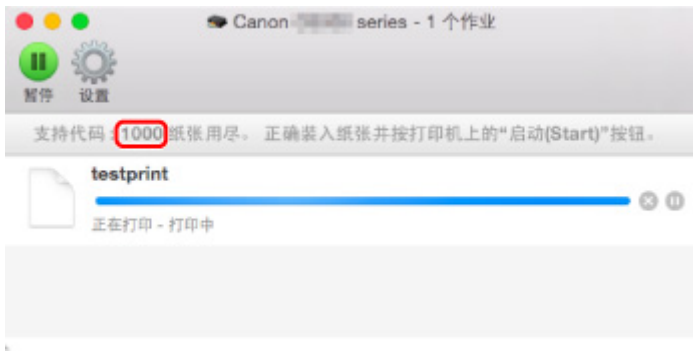 Canon series - 1 个作业
暂停 设置
支持代码：1000 纸张用尽。 正确装入纸张并按打印机上的“启动(Start)”按钮。
testprint
正在打印 - 打印中